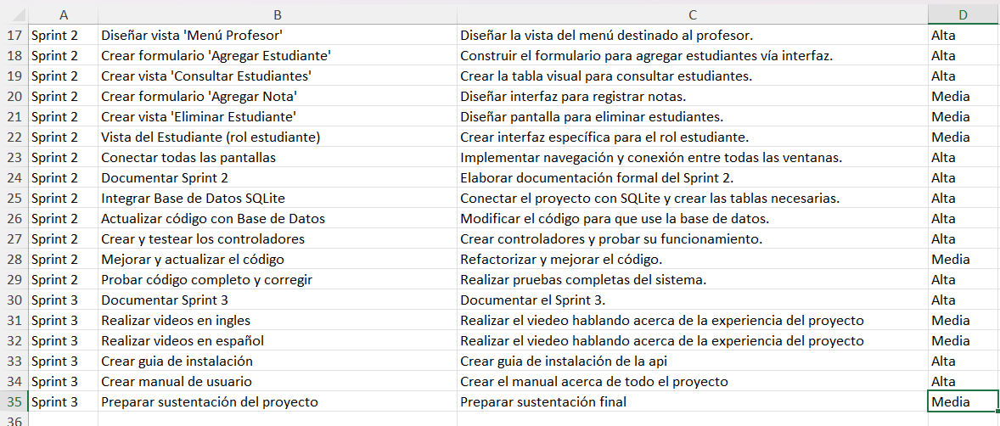 A B C D
17 Sprint 2 Diseñar vista 'Menú Profesor' Diseñar la vista del menú destinado al profesor. Alta
18 Sprint 2 Crear formulario 'Agregar Estudiante' Construir el formulario para agregar estudiantes vía interfaz. Alta
19 Sprint 2 Crear vista 'Consultar Estudiantes' Crear la tabla visual para consultar estudiantes. Alta
20 Sprint 2 Crear formulario 'Agregar Nota' Diseñar interfaz para registrar notas. Media
21 Sprint 2 Crear vista 'Eliminar Estudiante' Diseñar pantalla para eliminar estudiantes. Media
22 Sprint 2 Vista del Estudiante (rol estudiante) Crear interfaz específica para el rol estudiante. Media
23 Sprint 2 Conectar todas las pantallas Implementar navegación y conexión entre todas las ventanas. Alta
24 Sprint 2 Documentar Sprint 2 Elaborar documentación formal del Sprint 2. Alta
25 Sprint 2 Integrar Base de Datos SQLite Conectar el proyecto con SQLite y crear las tablas necesarias. Alta
26 Sprint 2 Actualizar código con Base de Datos Modificar el código para que use la base de datos. Alta
27 Sprint 2 Crear y testear los controladores Crear controladores y probar su funcionamiento. Alta
28 Sprint 2 Mejorar y actualizar el código Refactorizar y mejorar el código. Media
29 Sprint 2 Probar código completo y corregir Realizar pruebas completas del sistema. Alta
30 Sprint 3 Documentar Sprint 3 Documentar el Sprint 3. Alta
31 Sprint 3 Realizar videos en ingles Realizar el viedeo hablando acerca de la experiencia del proyecto Media
32 Sprint 3 Realizar videos en español Realizar el viedeo hablando acerca de la experiencia del proyecto Media
33 Sprint 3 Crear guia de instalación Crear guia de instalación de la api Alta
34 Sprint 3 Crear manual de usuario Crear el manual acerca de todo el proyecto Alta
35 Sprint 3 Preparar sustentación del proyecto Preparar sustentación final Media
36